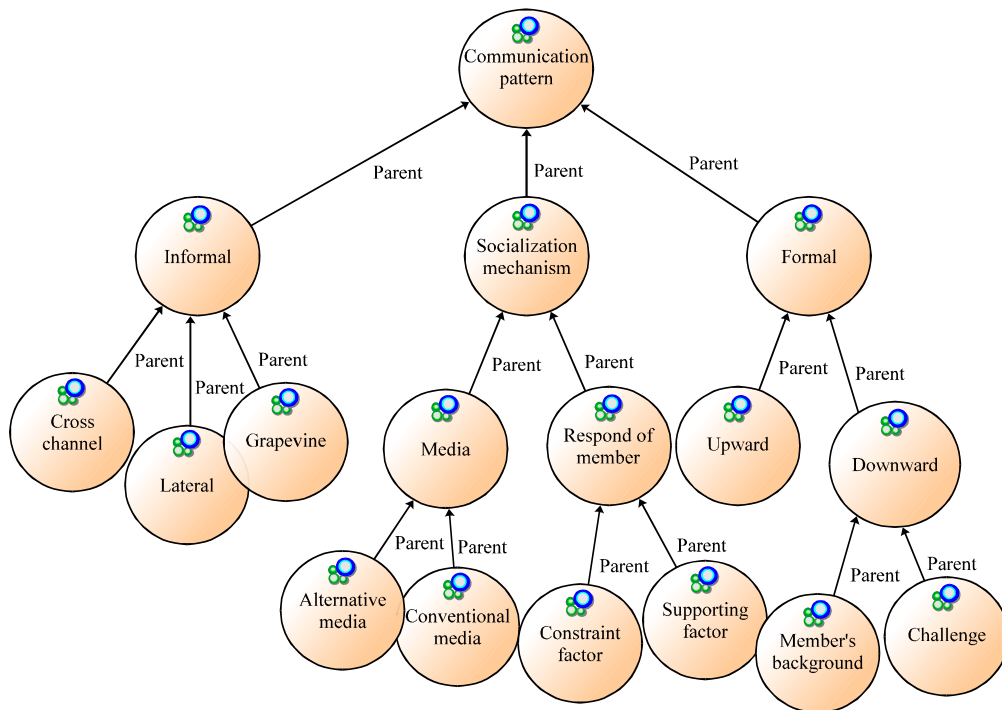 Communication
pattern
Parent
Parent
Parent
Informal
Socialization
mechanism
Formal
Parent
Parent
Parent
Parent
Parent
Parent
Parent
Cross
channel
Lateral
Grapevine
Media
Respond of
member
Upward
Downward
Parent
Parent
Parent
Parent
Parent
Parent
Alternative
media
Conventional
media
Constraint
factor
Supporting
factor
Member's
background
Challenge